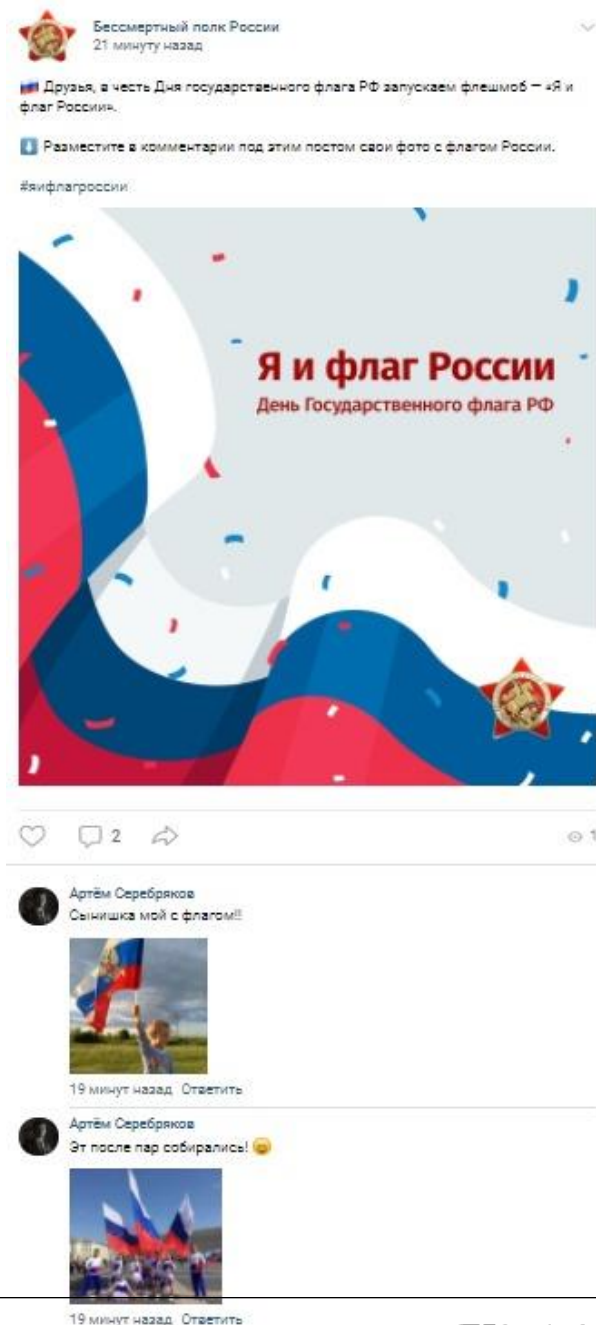 Бессмертный полк России
21 минуту назад
Друзья, в честь Дня государственного флага РФ запускаем флешмоб — «Я и
флаг России».
Разместите в комментарии под этим постом свои фото с флагом России.
#яифлагроссии
Я и флаг России
День Государственного флага РФ
2
1
Артём Серебряков
Сынишка мой с флагом!!
19 минут назад Ответить
Артём Серебряков
Эт после пар собирались!
19 минут назад Ответить